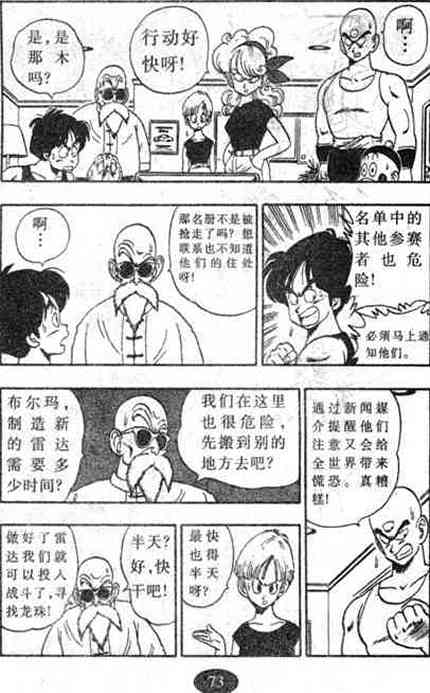 啊
…
行动好
快呀!
是,是
那木
吗?
名单中的
其他参赛
者也危
险!
必须马上通
知他们。
那名册不是被
抢走了吗?想
联系也不知道
他们的住处
呀!
啊
…
通过新闻媒
介提醒他们
注意又会给
全世界带来
慌恐。真糟
糕!
我们在这里
也很危险,
先搬到别的
地方去吧?
布尔玛,
制造新
的雷达
需要多
少时间?
最快
也得
半天
呀?
半天?
好,快
干吧!
做好了雷
达我们就
可以投入
战斗了,寻
找龙珠!
73